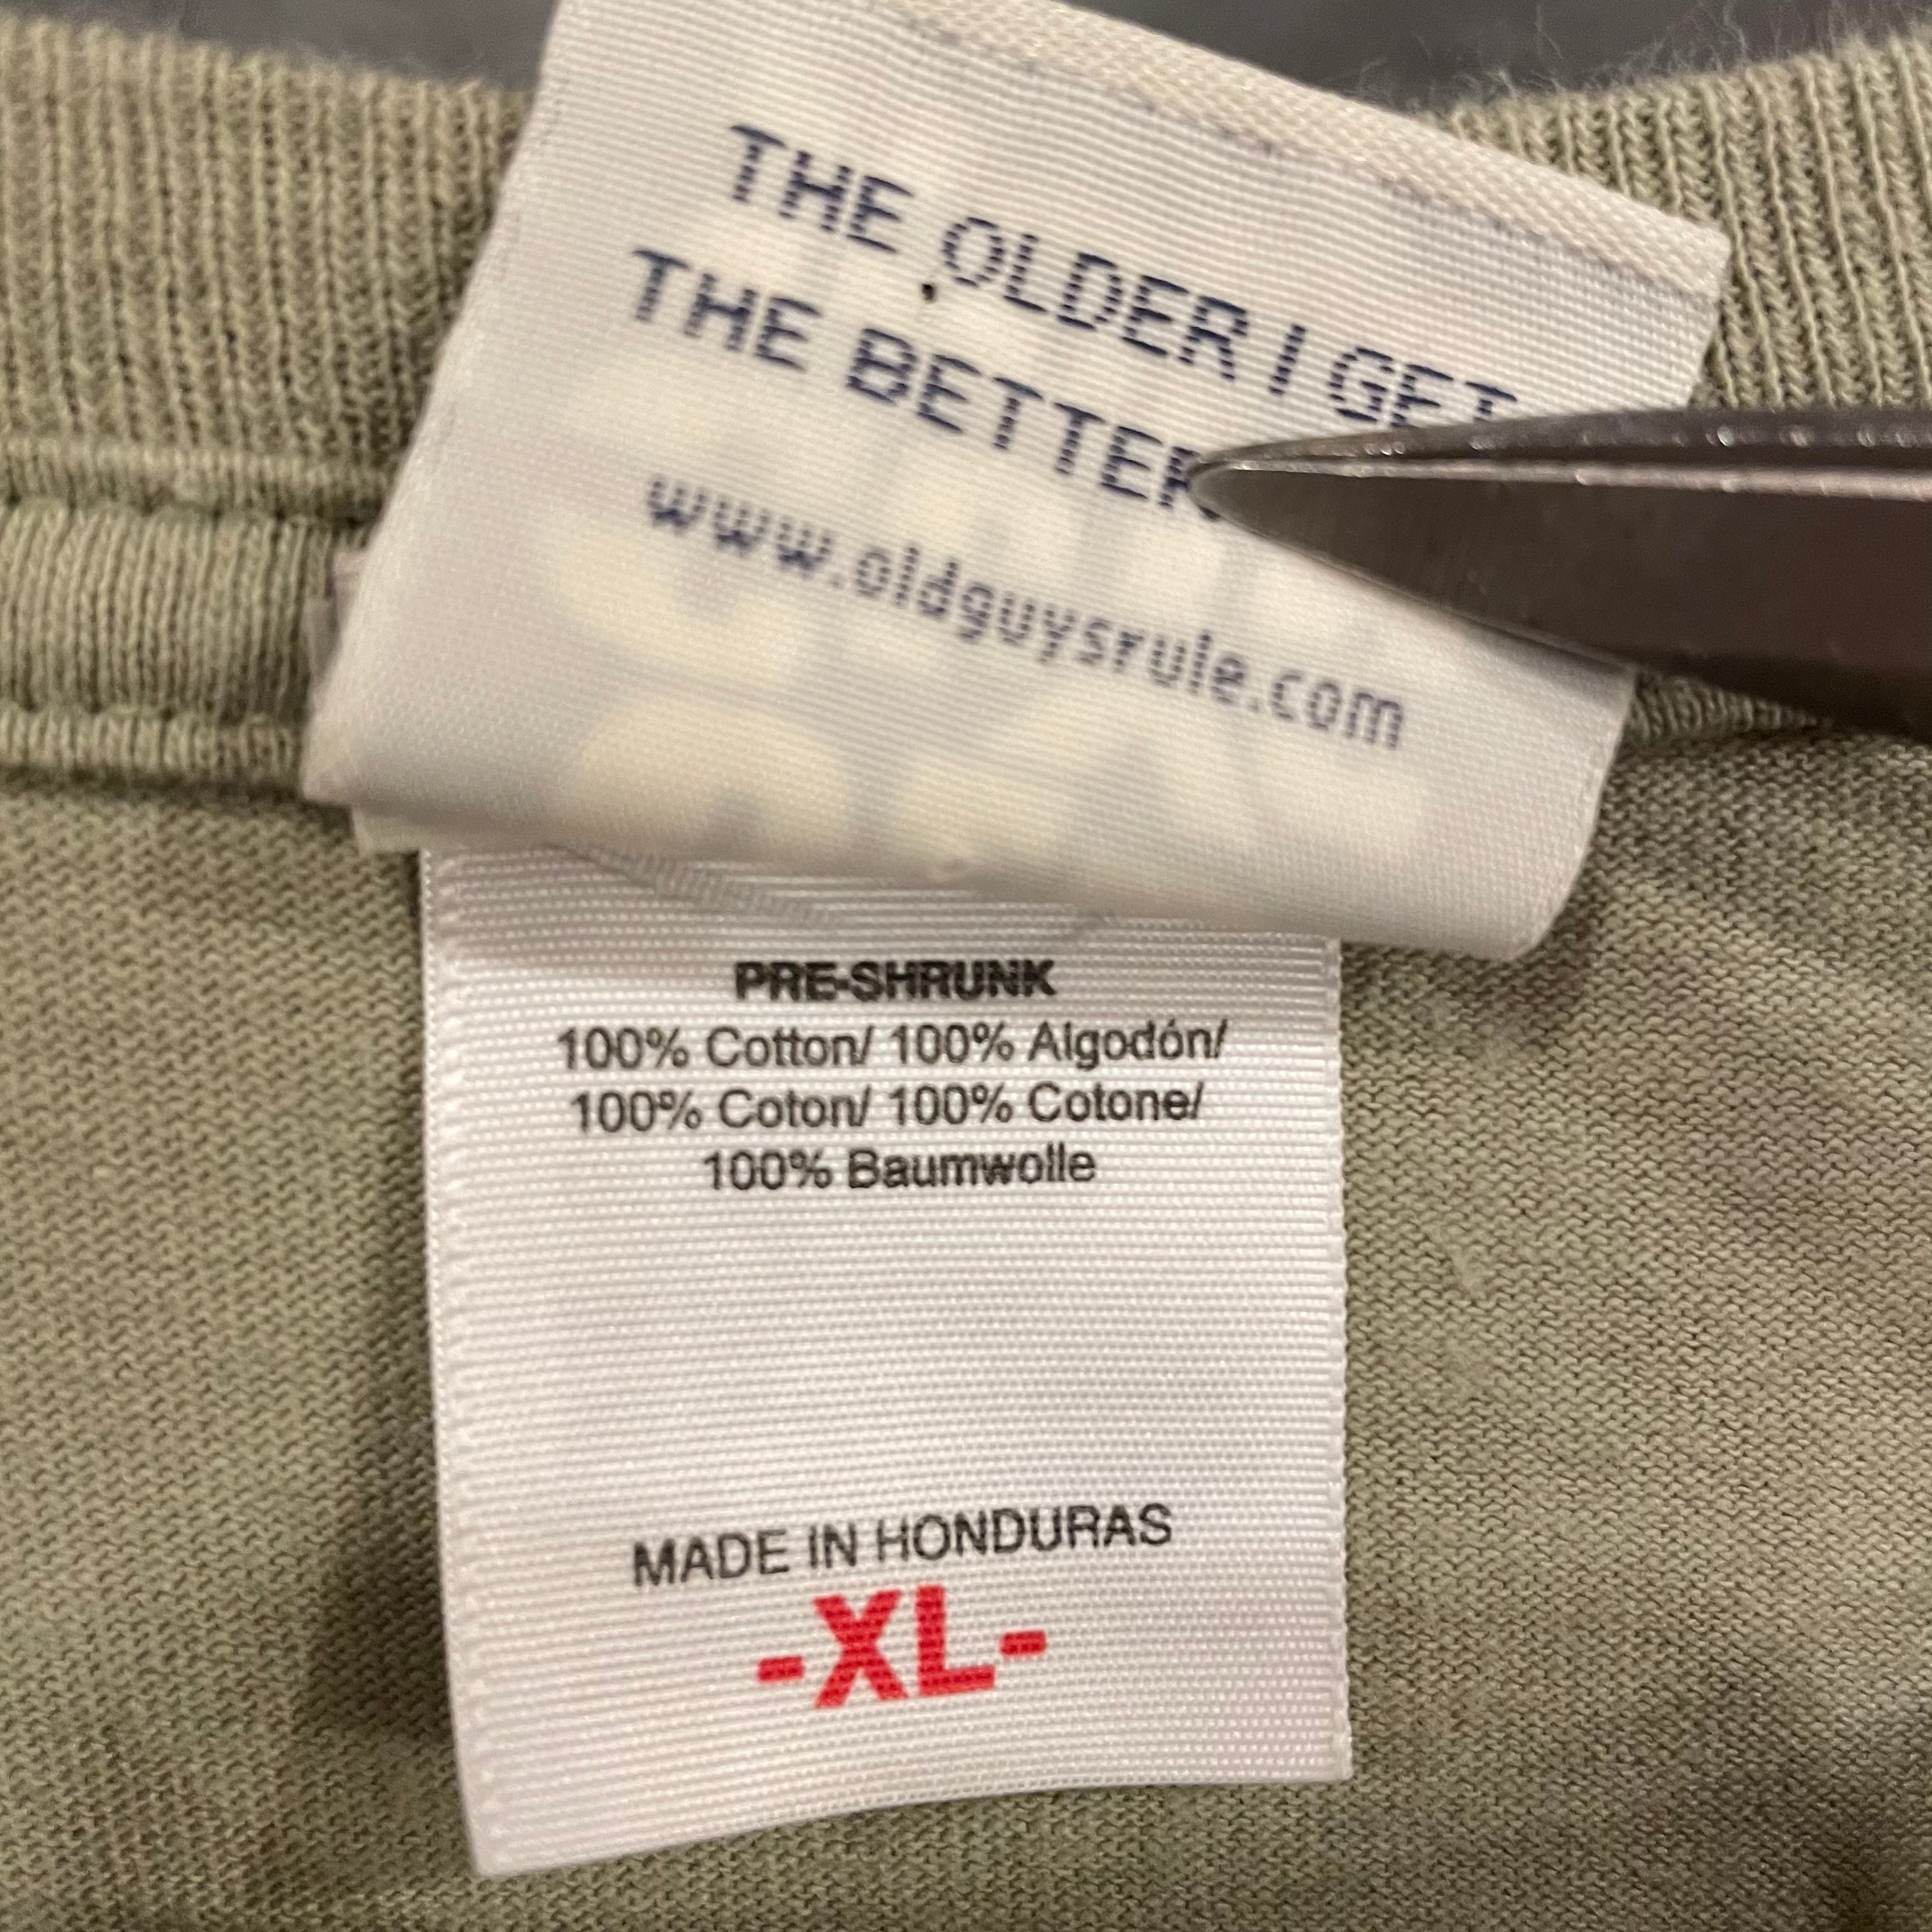 THE OLDER I GET
THE BETTER
www.oldguysrule.com
PRE-SHRUNK
100% Cotton/ 100% Algodón/
100% Coton/ 100% Cotone/
100% Baumwolle
MADE IN HONDURAS
-XL-